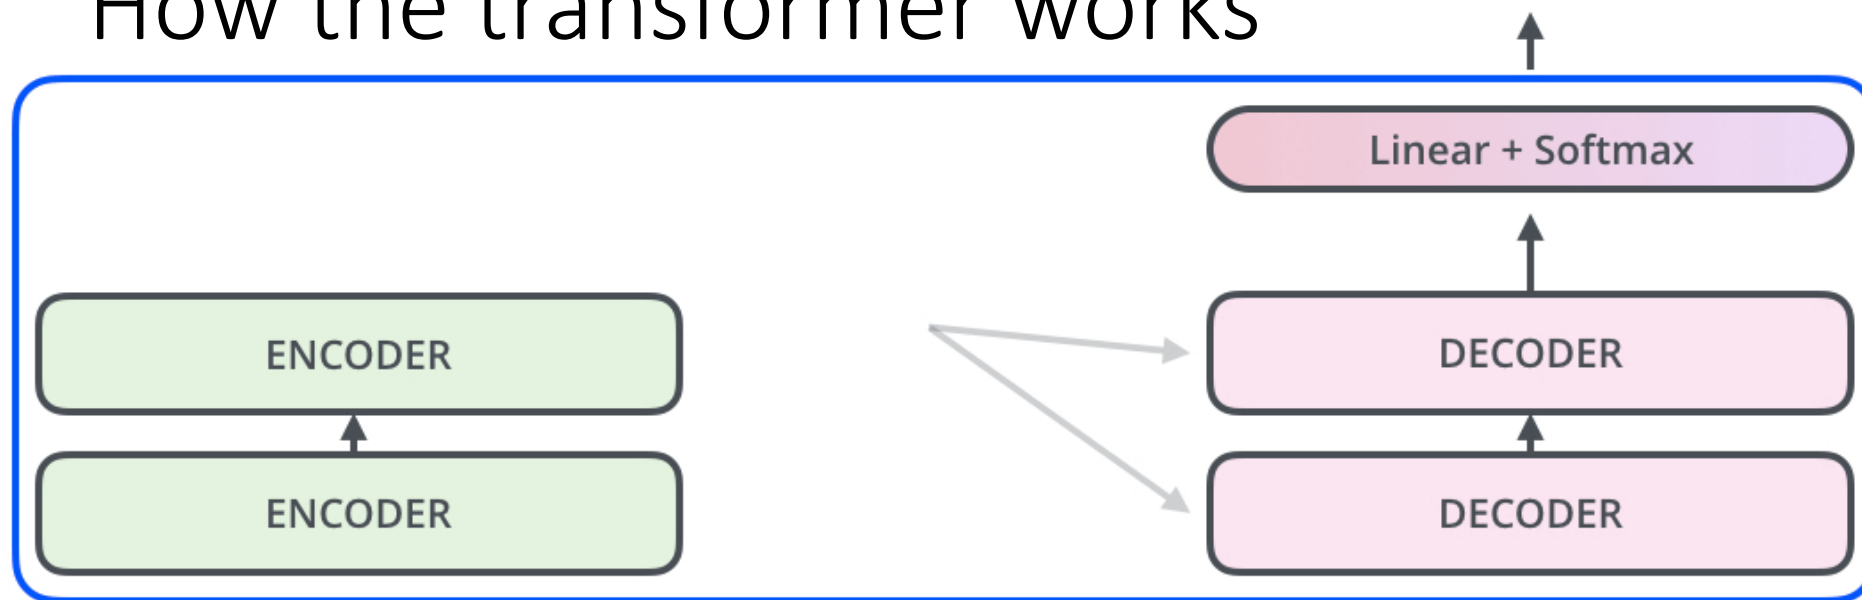 How the transformer works
Linear + Softmax
ENCODER
DECODER
ENCODER
DECODER